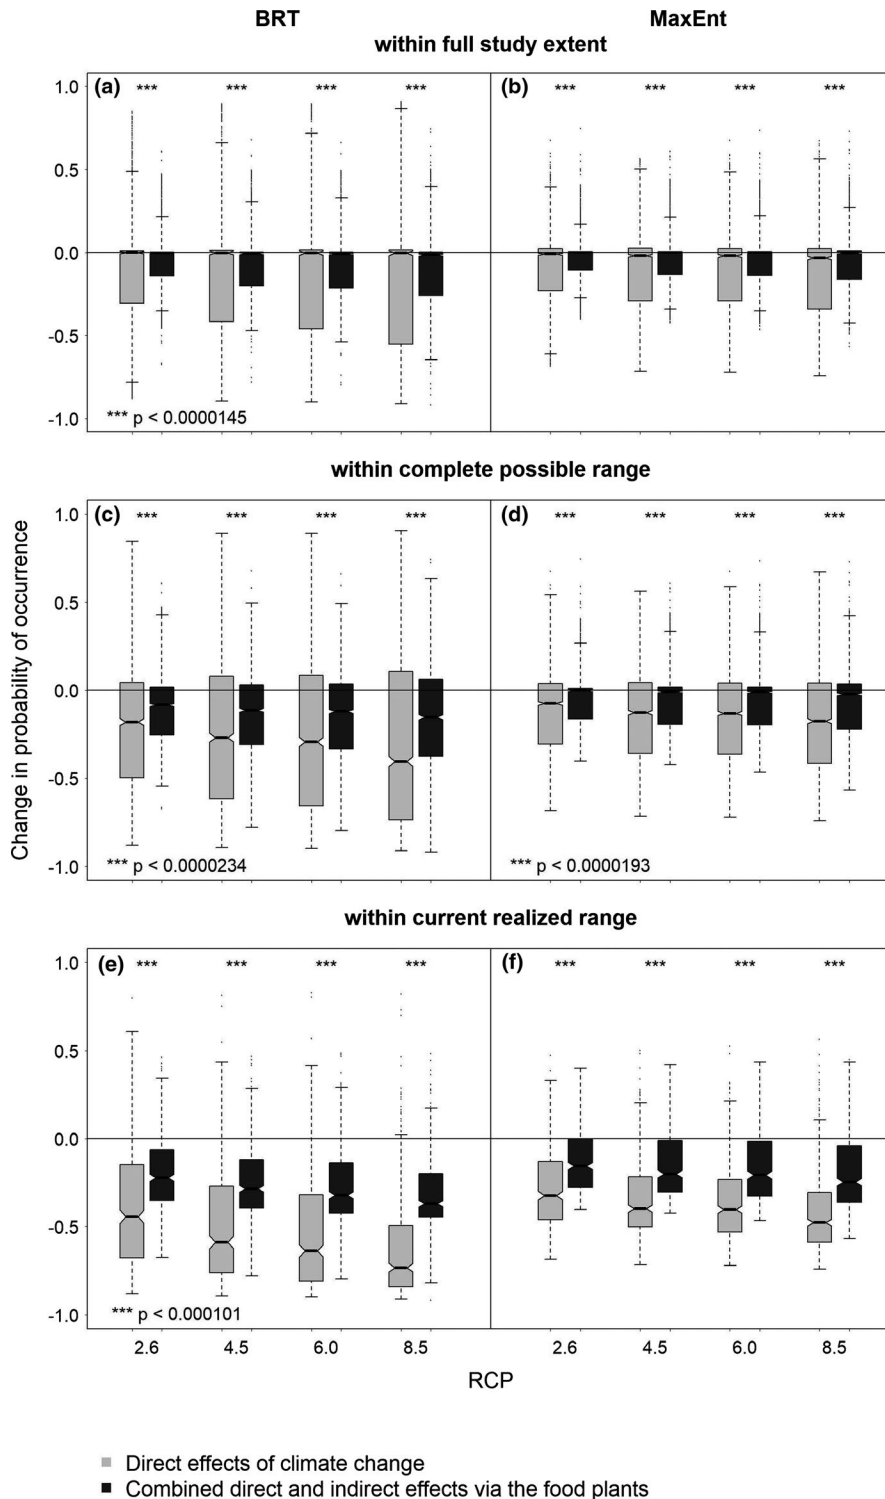 BRT MaxEnt
within full study extent
(a) *** *** *** *** (b) *** *** *** ***
1.0
0.5
0.0
-0.5
-1.0
*** p < 0.0000145
within complete possible range
(c) *** *** *** *** (d) *** *** *** ***
1.0
0.5
0.0
-0.5
-1.0
*** p < 0.0000234 *** p < 0.0000193
Change in probability of occurrence
within current realized range
(e) *** *** *** *** (f) *** *** *** ***
1.0
0.5
0.0
-0.5
-1.0
*** p < 0.000101
2.6 4.5 6.0 8.5 2.6 4.5 6.0 8.5
RCP
Direct effects of climate change
Combined direct and indirect effects via the food plants